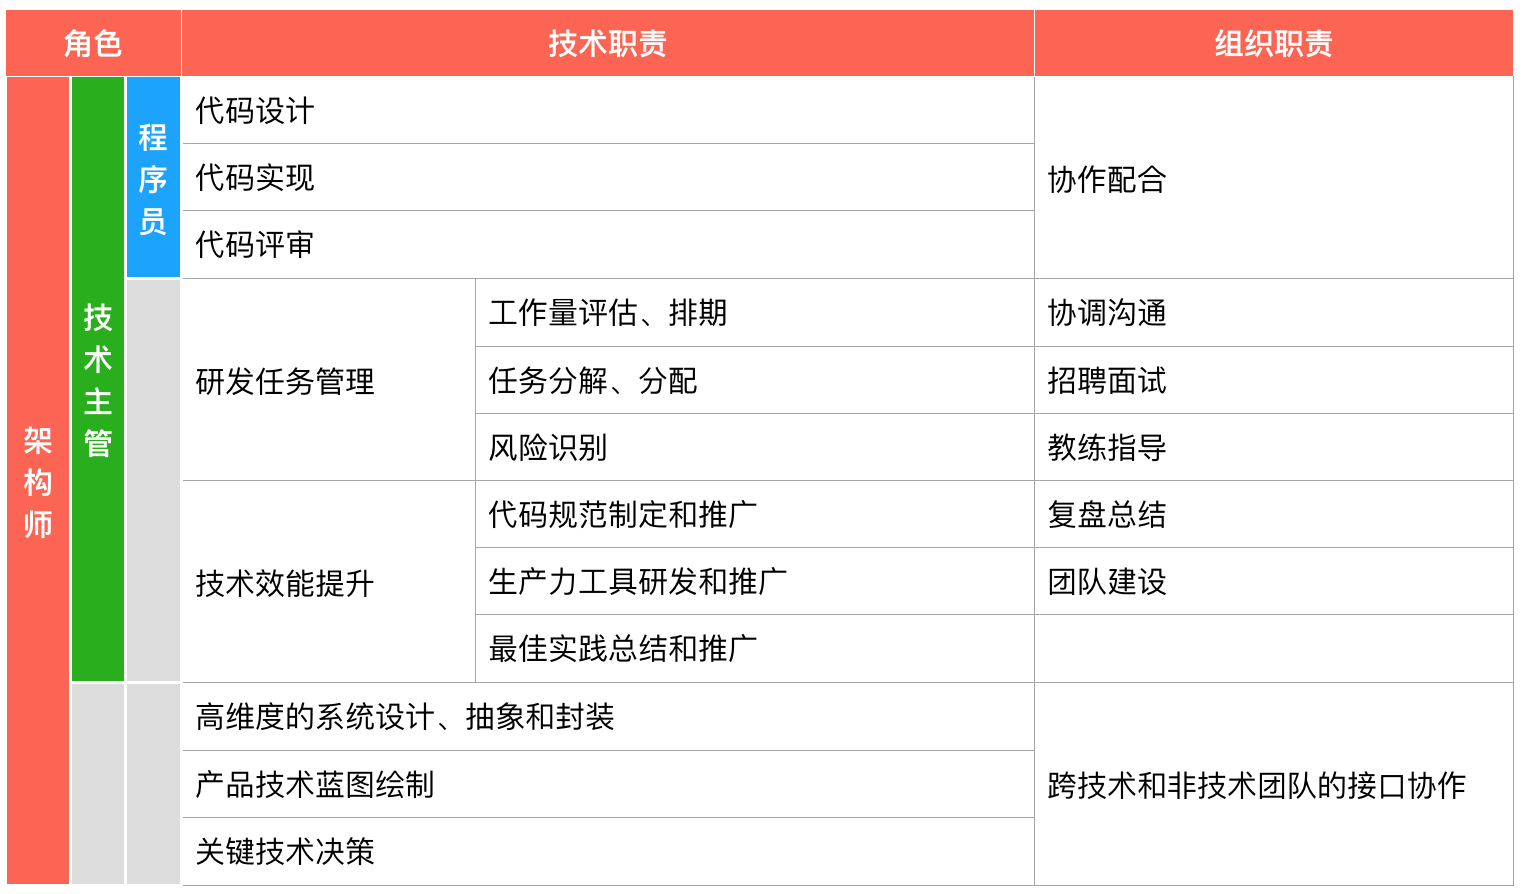 角色
技术职责
组织职责
架构师
技术主管
程序员
代码设计
代码实现
代码评审
协作配合
研发任务管理
工作量评估、排期
协调沟通
任务分解、分配
招聘面试
风险识别
教练指导
技术效能提升
代码规范制定和推广
复盘总结
生产力工具研发和推广
团队建设
最佳实践总结和推广
高维度的系统设计、抽象和封装
产品技术蓝图绘制
关键技术决策
跨技术和非技术团队的接口协作